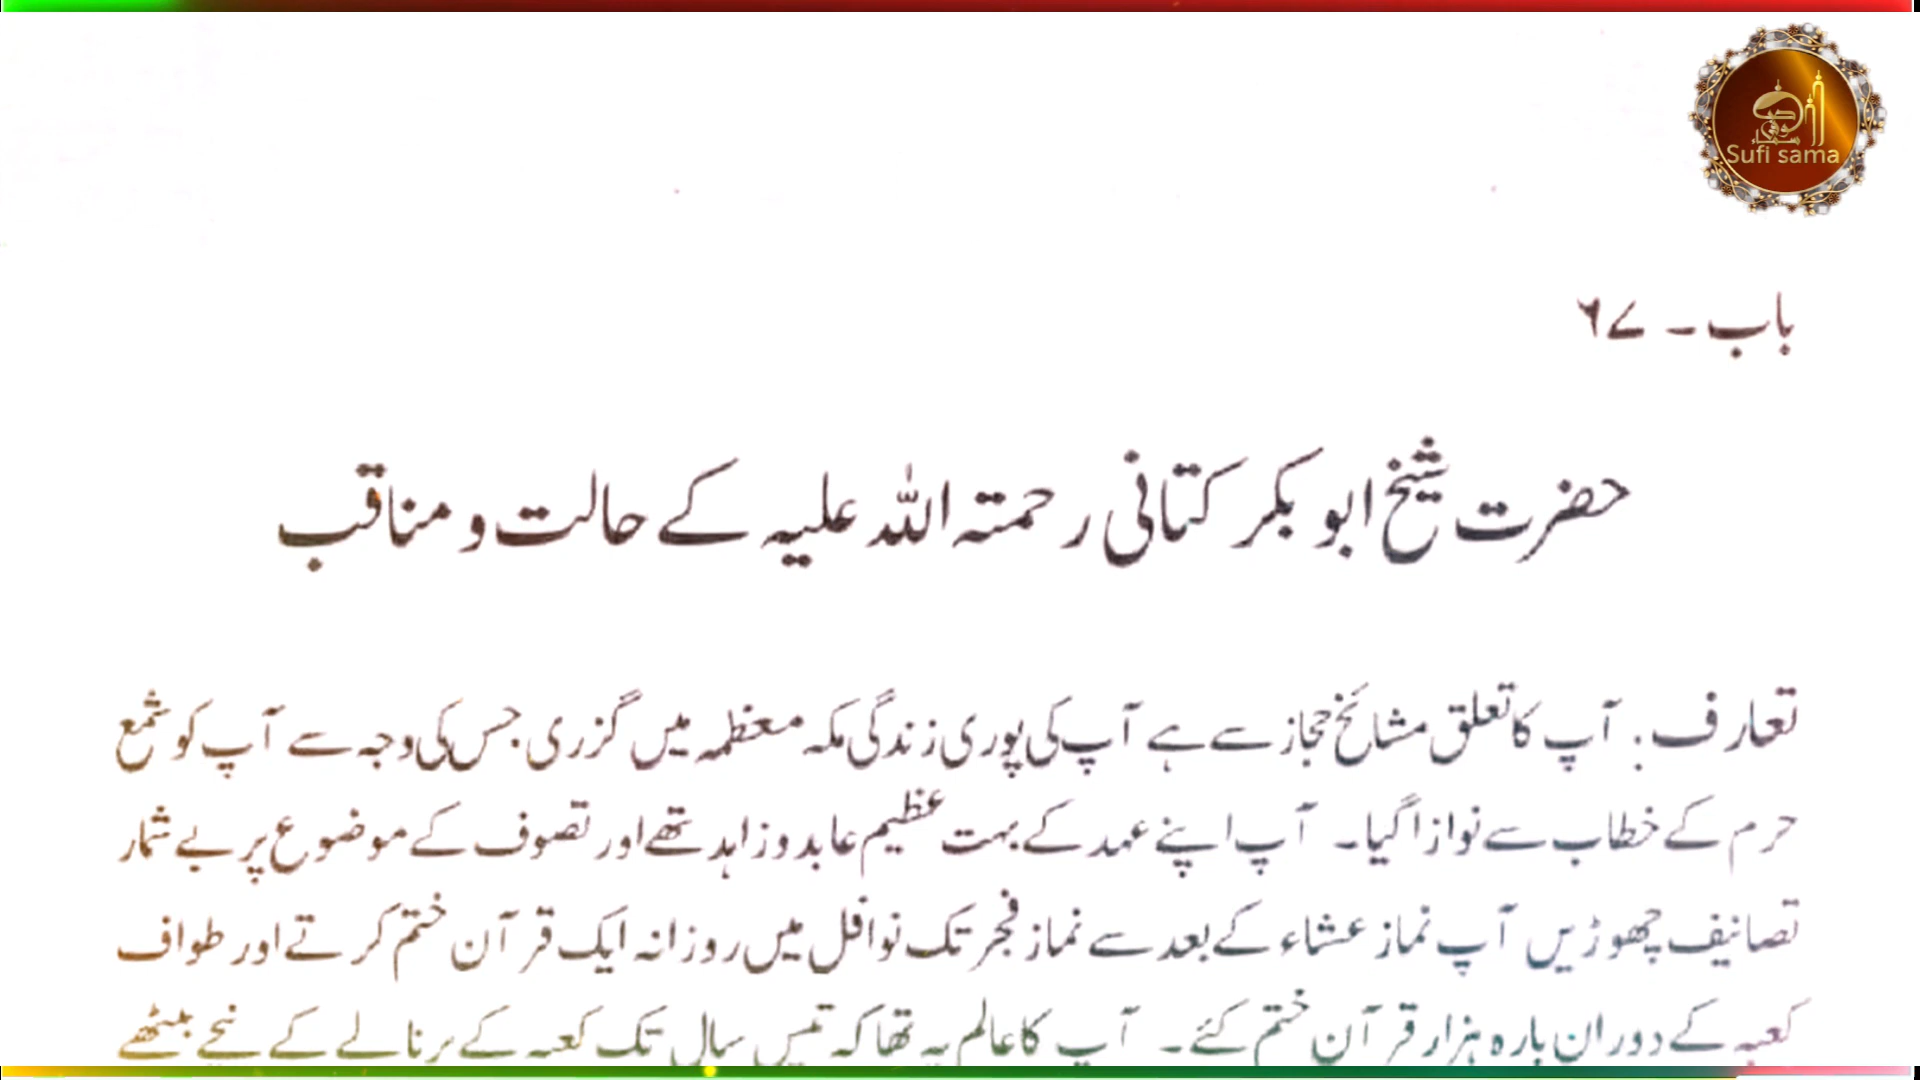 Sufi sama
باب ۔ ۶۷
حضرت شیخ ابو بکر کتانی رحمتہ اللہ علیہ کے حالت و مناقب
تعارف: آپ کا تعلق مشائخ حجاز سے ہے آپ کی پوری زندگی مکہ معظمہ میں گزری جس کی وجہ سے آپ کو شمع
حرم کے خطاب سے نوازا گیا۔ آپ اپنے عہد کے بہت عظیم عابد و زاہد تھے اور تصوف کے موضوع پر بے شمار
تصانیف چھوڑیں آپ نماز عشاء کے بعد سے نماز فجر تک نوافل میں روزانہ ایک قرآن ختم کرتے اور طواف
کعبہ کے دوران بارہ ہزار قرآن ختم کئے۔ آپ کا عالم یہ تھا کہ تیس سال تک کعبہ کے پرنالے کے نیچے بیٹھے